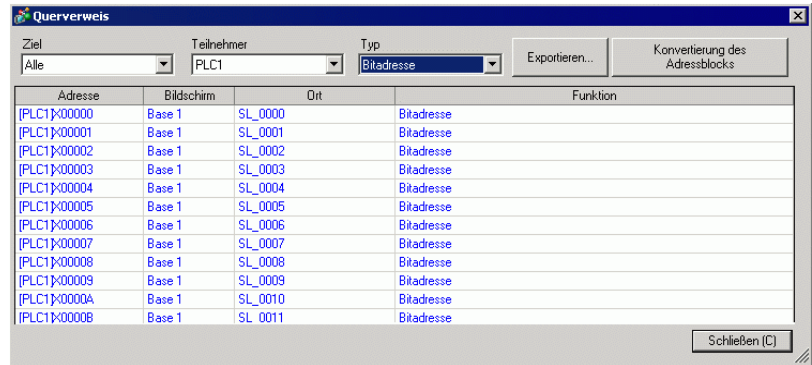 Querverweis
Ziel Teilnehmer Typ
Alle PLC1 Bitadresse Exportieren... Konvertierung des
Adressblocks
Adresse Bildschirm Ort Funktion
[PLC1]X00000 Base 1 SL_0000 Bitadresse
[PLC1]X00001 Base 1 SL_0001 Bitadresse
[PLC1]X00002 Base 1 SL_0002 Bitadresse
[PLC1]X00003 Base 1 SL_0003 Bitadresse
[PLC1]X00004 Base 1 SL_0004 Bitadresse
[PLC1]X00005 Base 1 SL_0005 Bitadresse
[PLC1]X00006 Base 1 SL_0006 Bitadresse
[PLC1]X00007 Base 1 SL_0007 Bitadresse
[PLC1]X00008 Base 1 SL_0008 Bitadresse
[PLC1]X00009 Base 1 SL_0009 Bitadresse
[PLC1]X0000A Base 1 SL_0010 Bitadresse
[PLC1]X0000B Base 1 SL_0011 Bitadresse
Schließen (C)